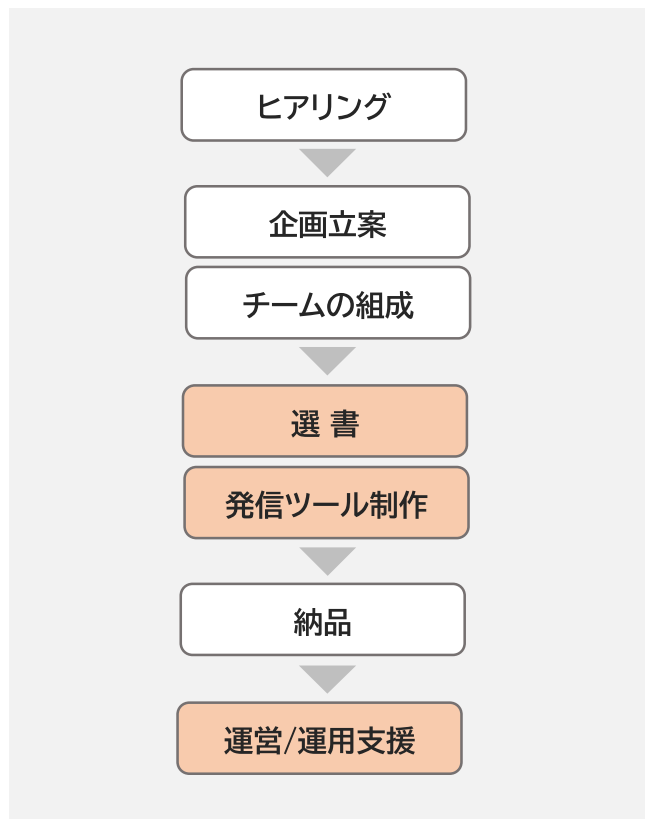 ヒアリング
企画立案
チームの組成
選 書
発信ツール制作
納品
運営/運用支援